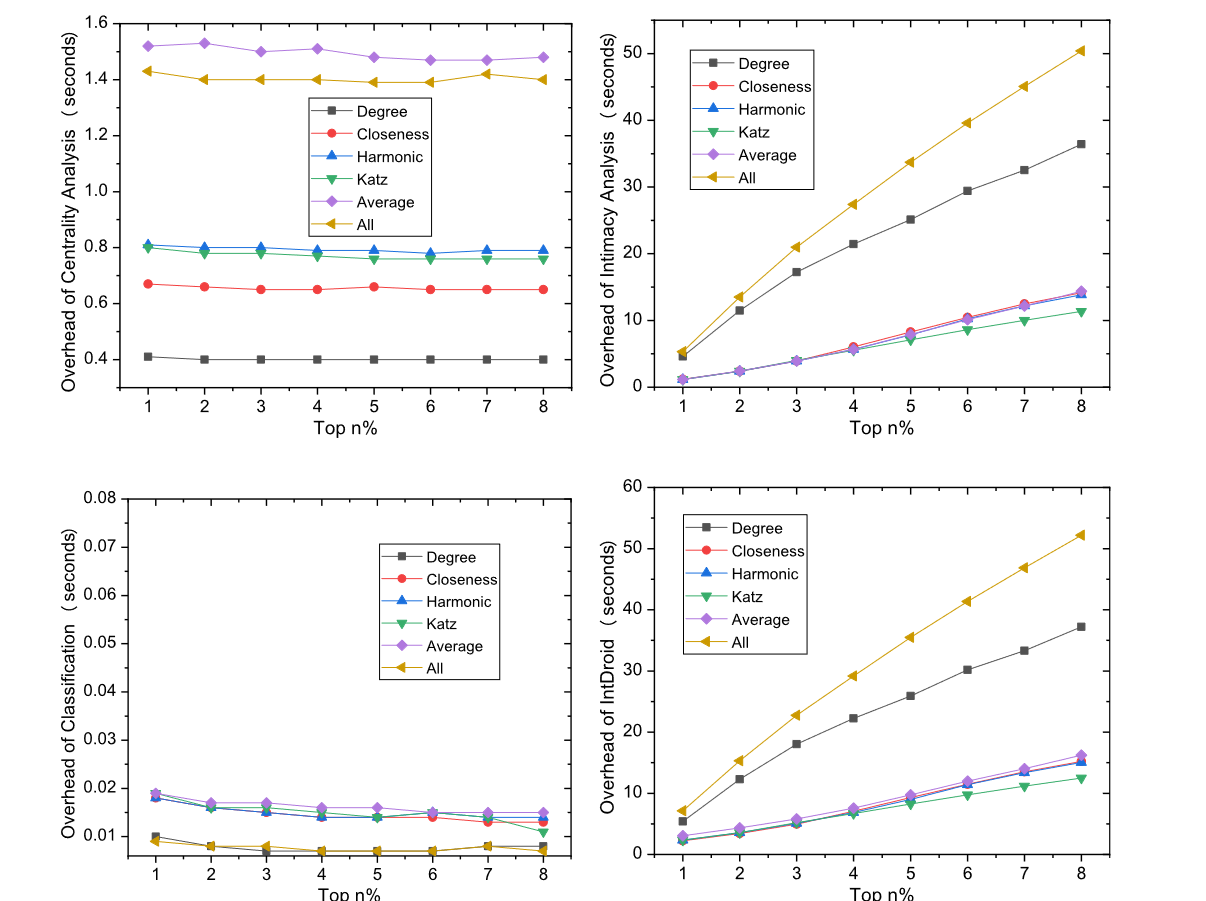 Overhead of Centrality Analysis ( seconds)
1.6
1.4
1.2
1.0
0.8
0.6
0.4
Degree
Closeness
Harmonic
Katz
Average
All
1 2 3 4 5 6 7 8
Top n%
Overhead of Intimacy Analysis ( seconds)
50
40
30
20
10
0
Degree
Closeness
Harmonic
Katz
Average
All
1 2 3 4 5 6 7 8
Top n%
Overhead of Classification ( seconds)
0.08
0.07
0.06
0.05
0.04
0.03
0.02
0.01
Degree
Closeness
Harmonic
Katz
Average
All
1 2 3 4 5 6 7 8
Top n%
Overhead of IntDroid ( seconds)
60
50
40
30
20
10
0
Degree
Closeness
Harmonic
Katz
Average
All
1 2 3 4 5 6 7 8
Top n%